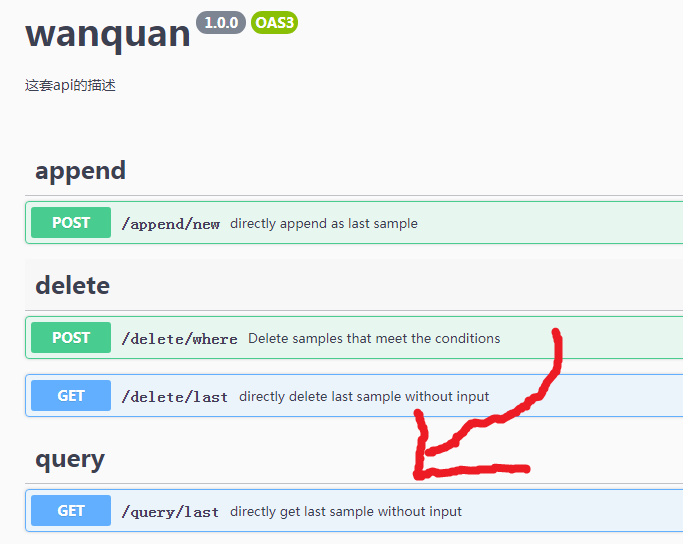 wanquan 1.0.0 OAS3
这套api的描述
append
POST /append/new directly append as last sample
delete
POST /delete/where Delete samples that meet the conditions
GET /delete/last directly delete last sample without input
query
GET /query/last directly get last sample without input